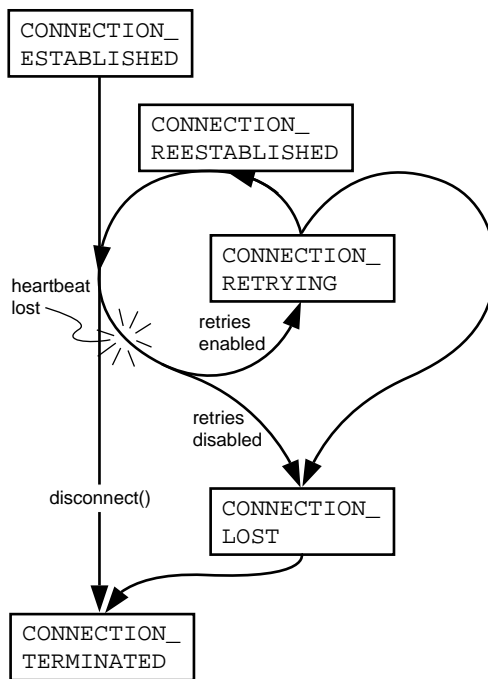 CONNECTION_
ESTABLISHED
CONNECTION_
REESTABLISHED
CONNECTION_
RETRYING
heartbeat
lost
retries
enabled
retries
disabled
disconnect()
CONNECTION_
LOST
CONNECTION_
TERMINATED